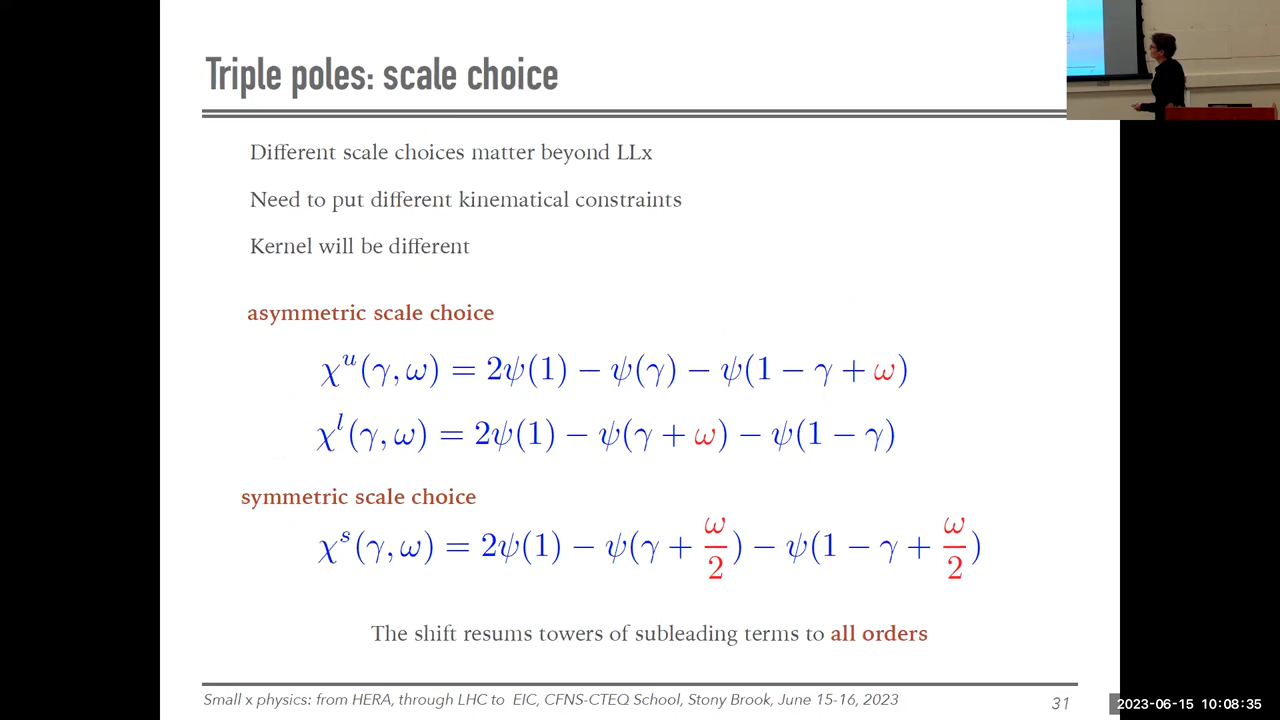 Triple poles: scale choice
Different scale choices matter beyond LLx
Need to put different kinematical constraints
Kernel will be different
asymmetric scale choice
χᵘ(γ, ω) = 2ψ(1) − ψ(γ) − ψ(1 − γ + ω)
χˡ(γ, ω) = 2ψ(1) − ψ(γ + ω) − ψ(1 − γ)
symmetric scale choice
χˢ(γ, ω) = 2ψ(1) − ψ(γ + ω/2) − ψ(1 − γ + ω/2)
The shift resums towers of subleading terms to all orders
Small x physics: from HERA, through LHC to EIC, CFNS-CTEQ School, Stony Brook, June 15-16, 2023
31
2023-06-15 10:08:35